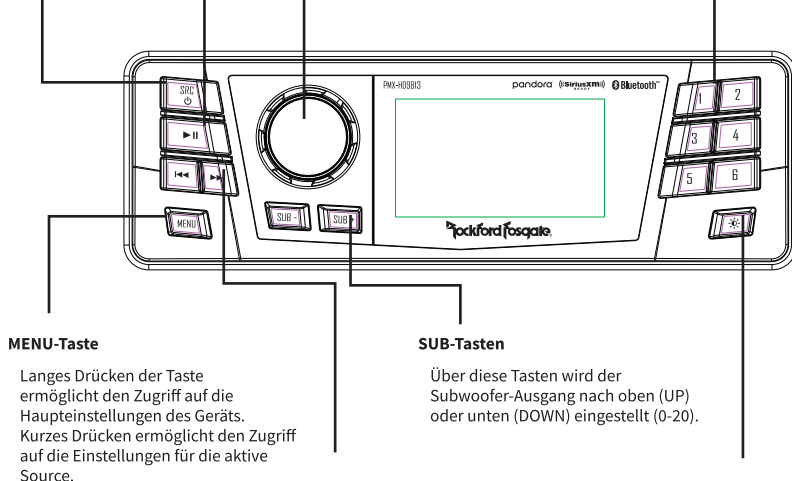 SRC
PMX-HD9813
pandora ((SiriusXM)) READY Bluetooth™
1 2
3 4
5 6
MENU
SUB - SUB +
Rockford Fosgate
MENU-Taste
Langes Drücken der Taste
ermöglicht den Zugriff auf die
Haupteinstellungen des Geräts.
Kurzes Drücken ermöglicht den Zugriff
auf die Einstellungen für die aktive
Source.
SUB-Tasten
Über diese Tasten wird der
Subwoofer-Ausgang nach oben (UP)
oder unten (DOWN) eingestellt (0-20).